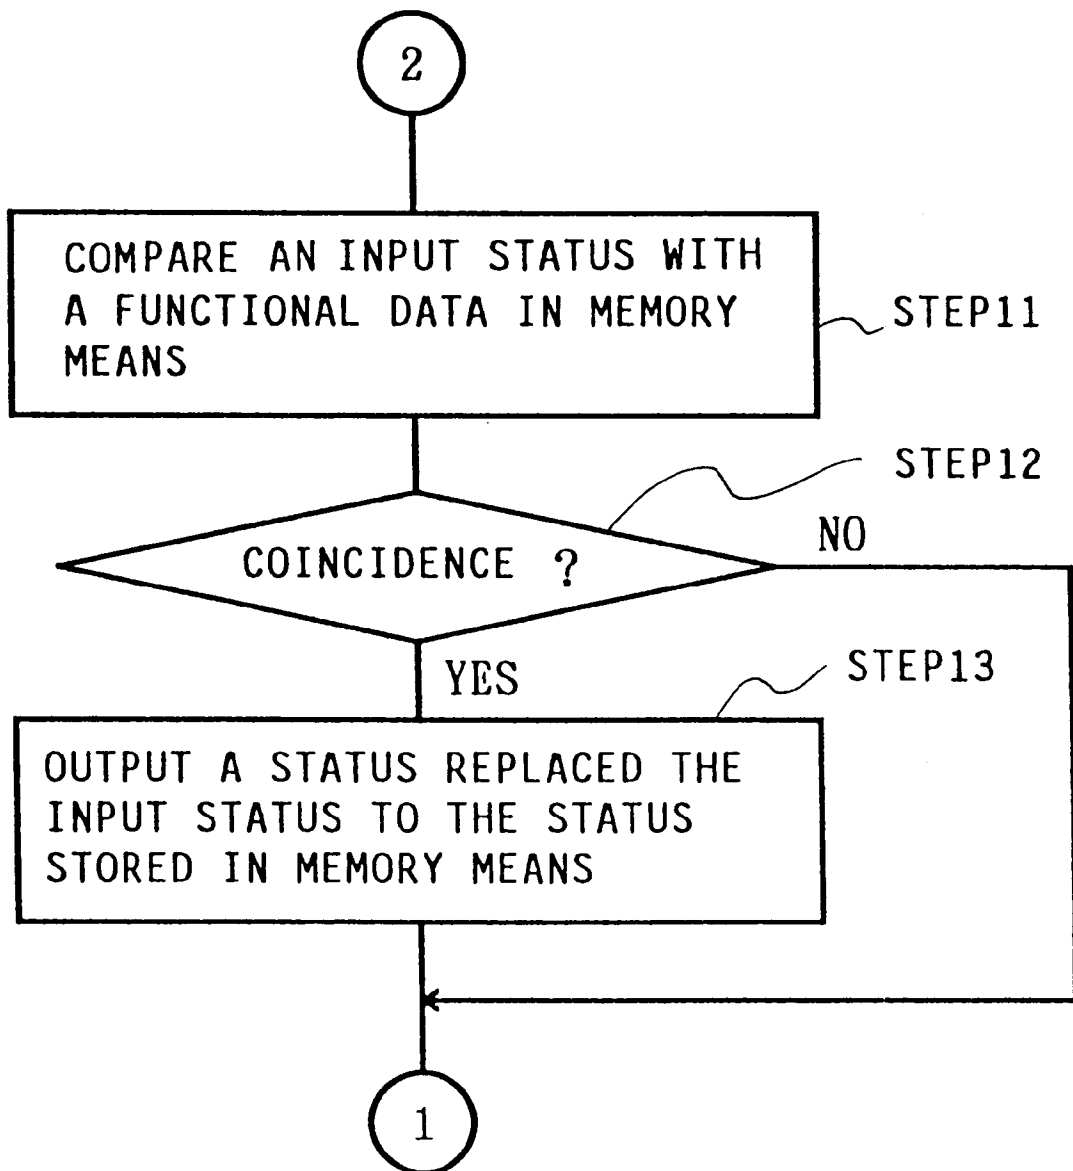 2
COMPARE AN INPUT STATUS WITH
A FUNCTIONAL DATA IN MEMORY
MEANS
STEP11
STEP12
COINCIDENCE ?
NO
YES
STEP13
OUTPUT A STATUS REPLACED THE
INPUT STATUS TO THE STATUS
STORED IN MEMORY MEANS
1